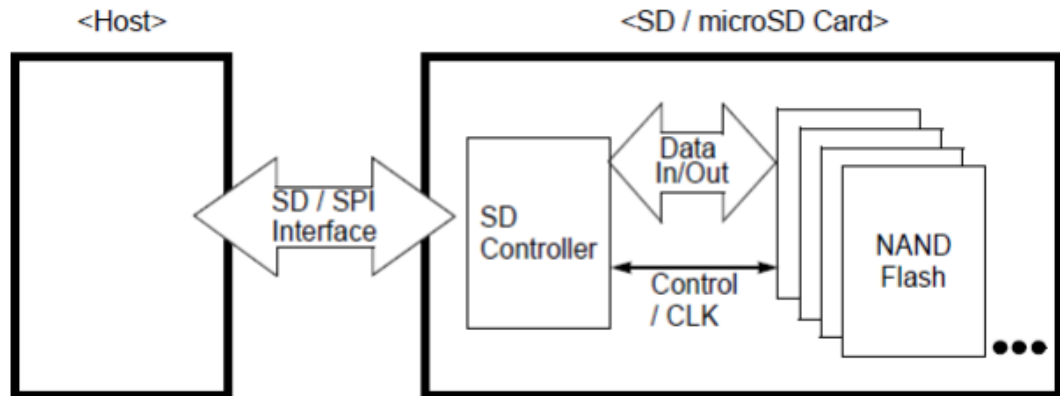 <Host>
<SD / microSD Card>
SD / SPI
Interface
SD
Controller
Data
In/Out
Control
/ CLK
NAND
Flash